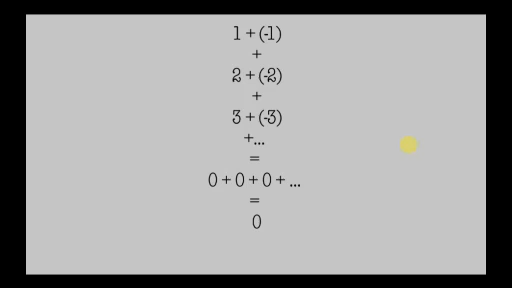 1 + (-1)
+
2 + (-2)
+
3 + (-3)
+...
=
0 + 0 + 0 + ...
=
0